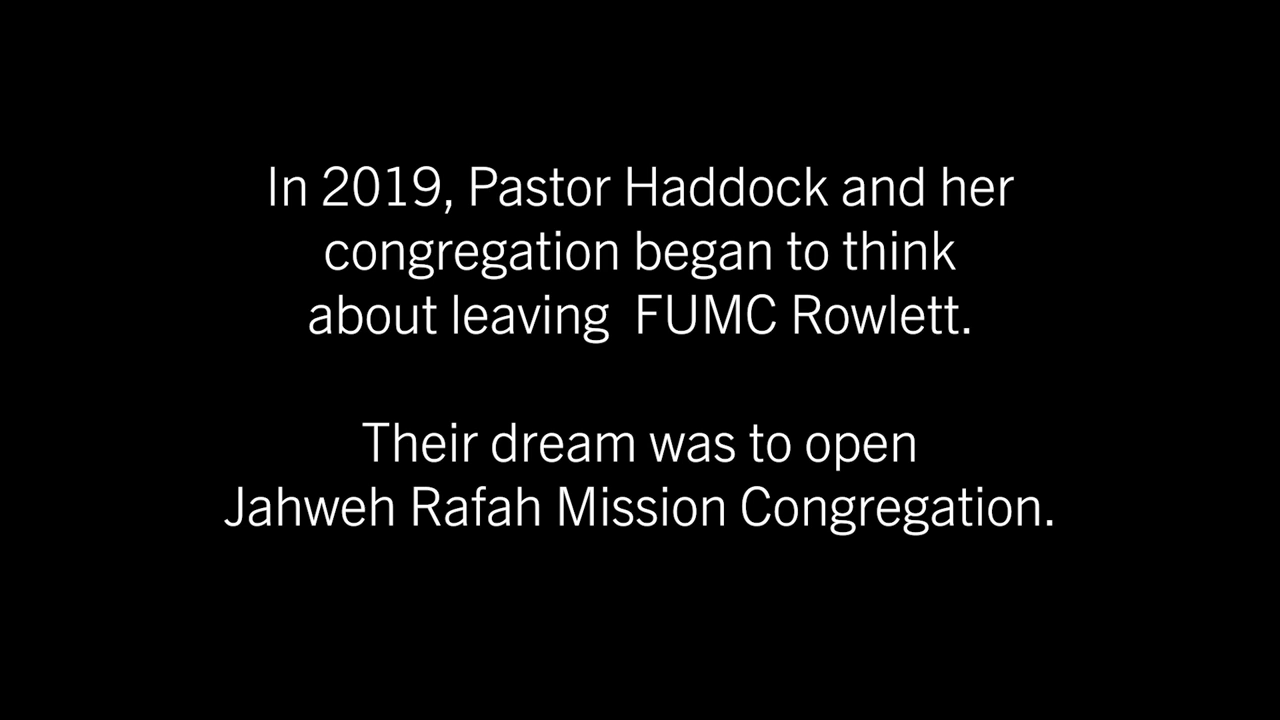 In 2019, Pastor Haddock and her
congregation began to think
about leaving  FUMC Rowlett.
Their dream was to open
Jahweh Rafah Mission Congregation.